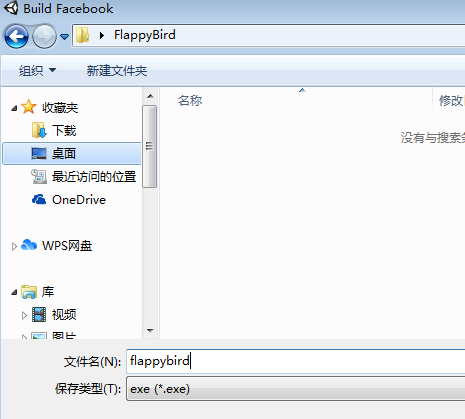 Build Facebook
FlappyBird
组织 新建文件夹
收藏夹
下载
桌面
最近访问的位置
OneDrive
WPS网盘
库
视频
图片
名称 修改
没有与搜索条
文件名(N): flappybird
保存类型(T): exe (*.exe)